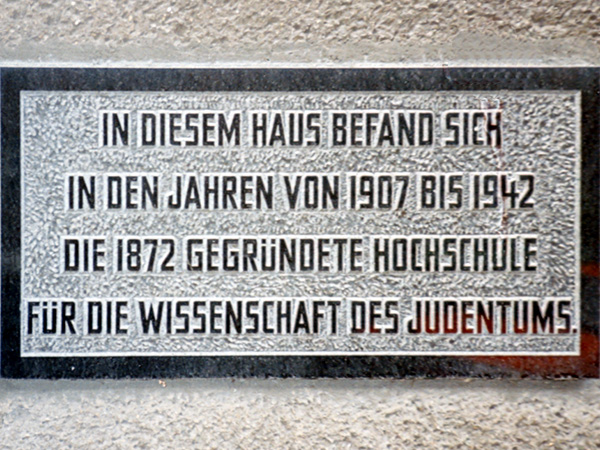 IN DIESEM HAUS BEFAND SICH
IN DEN JAHREN VON 1907 BIS 1942
DIE 1872 GEGRÜNDETE HOCHSCHULE
FÜR DIE WISSENSCHAFT DES JUDENTUMS.